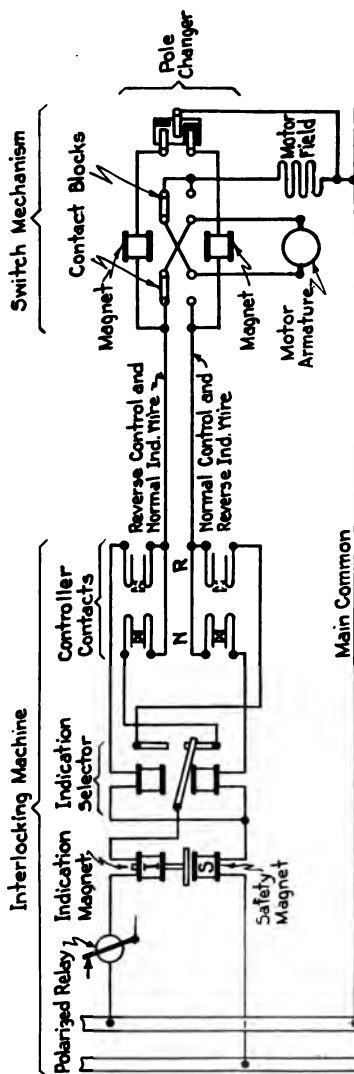 Interlocking Machine
Switch Mechanism
Polarized Relay
Indication
Magnet
Indication
Selector
Controller
Contacts
I
S
Safety
Magnet
N
R
Reverse Control and
Normal Ind. Wire
Normal Control and
Reverse Ind. Wire
Magnet
Contact Blocks
Pole
Changer
Magnet
Motor
Armature
Motor
Field
Main Common